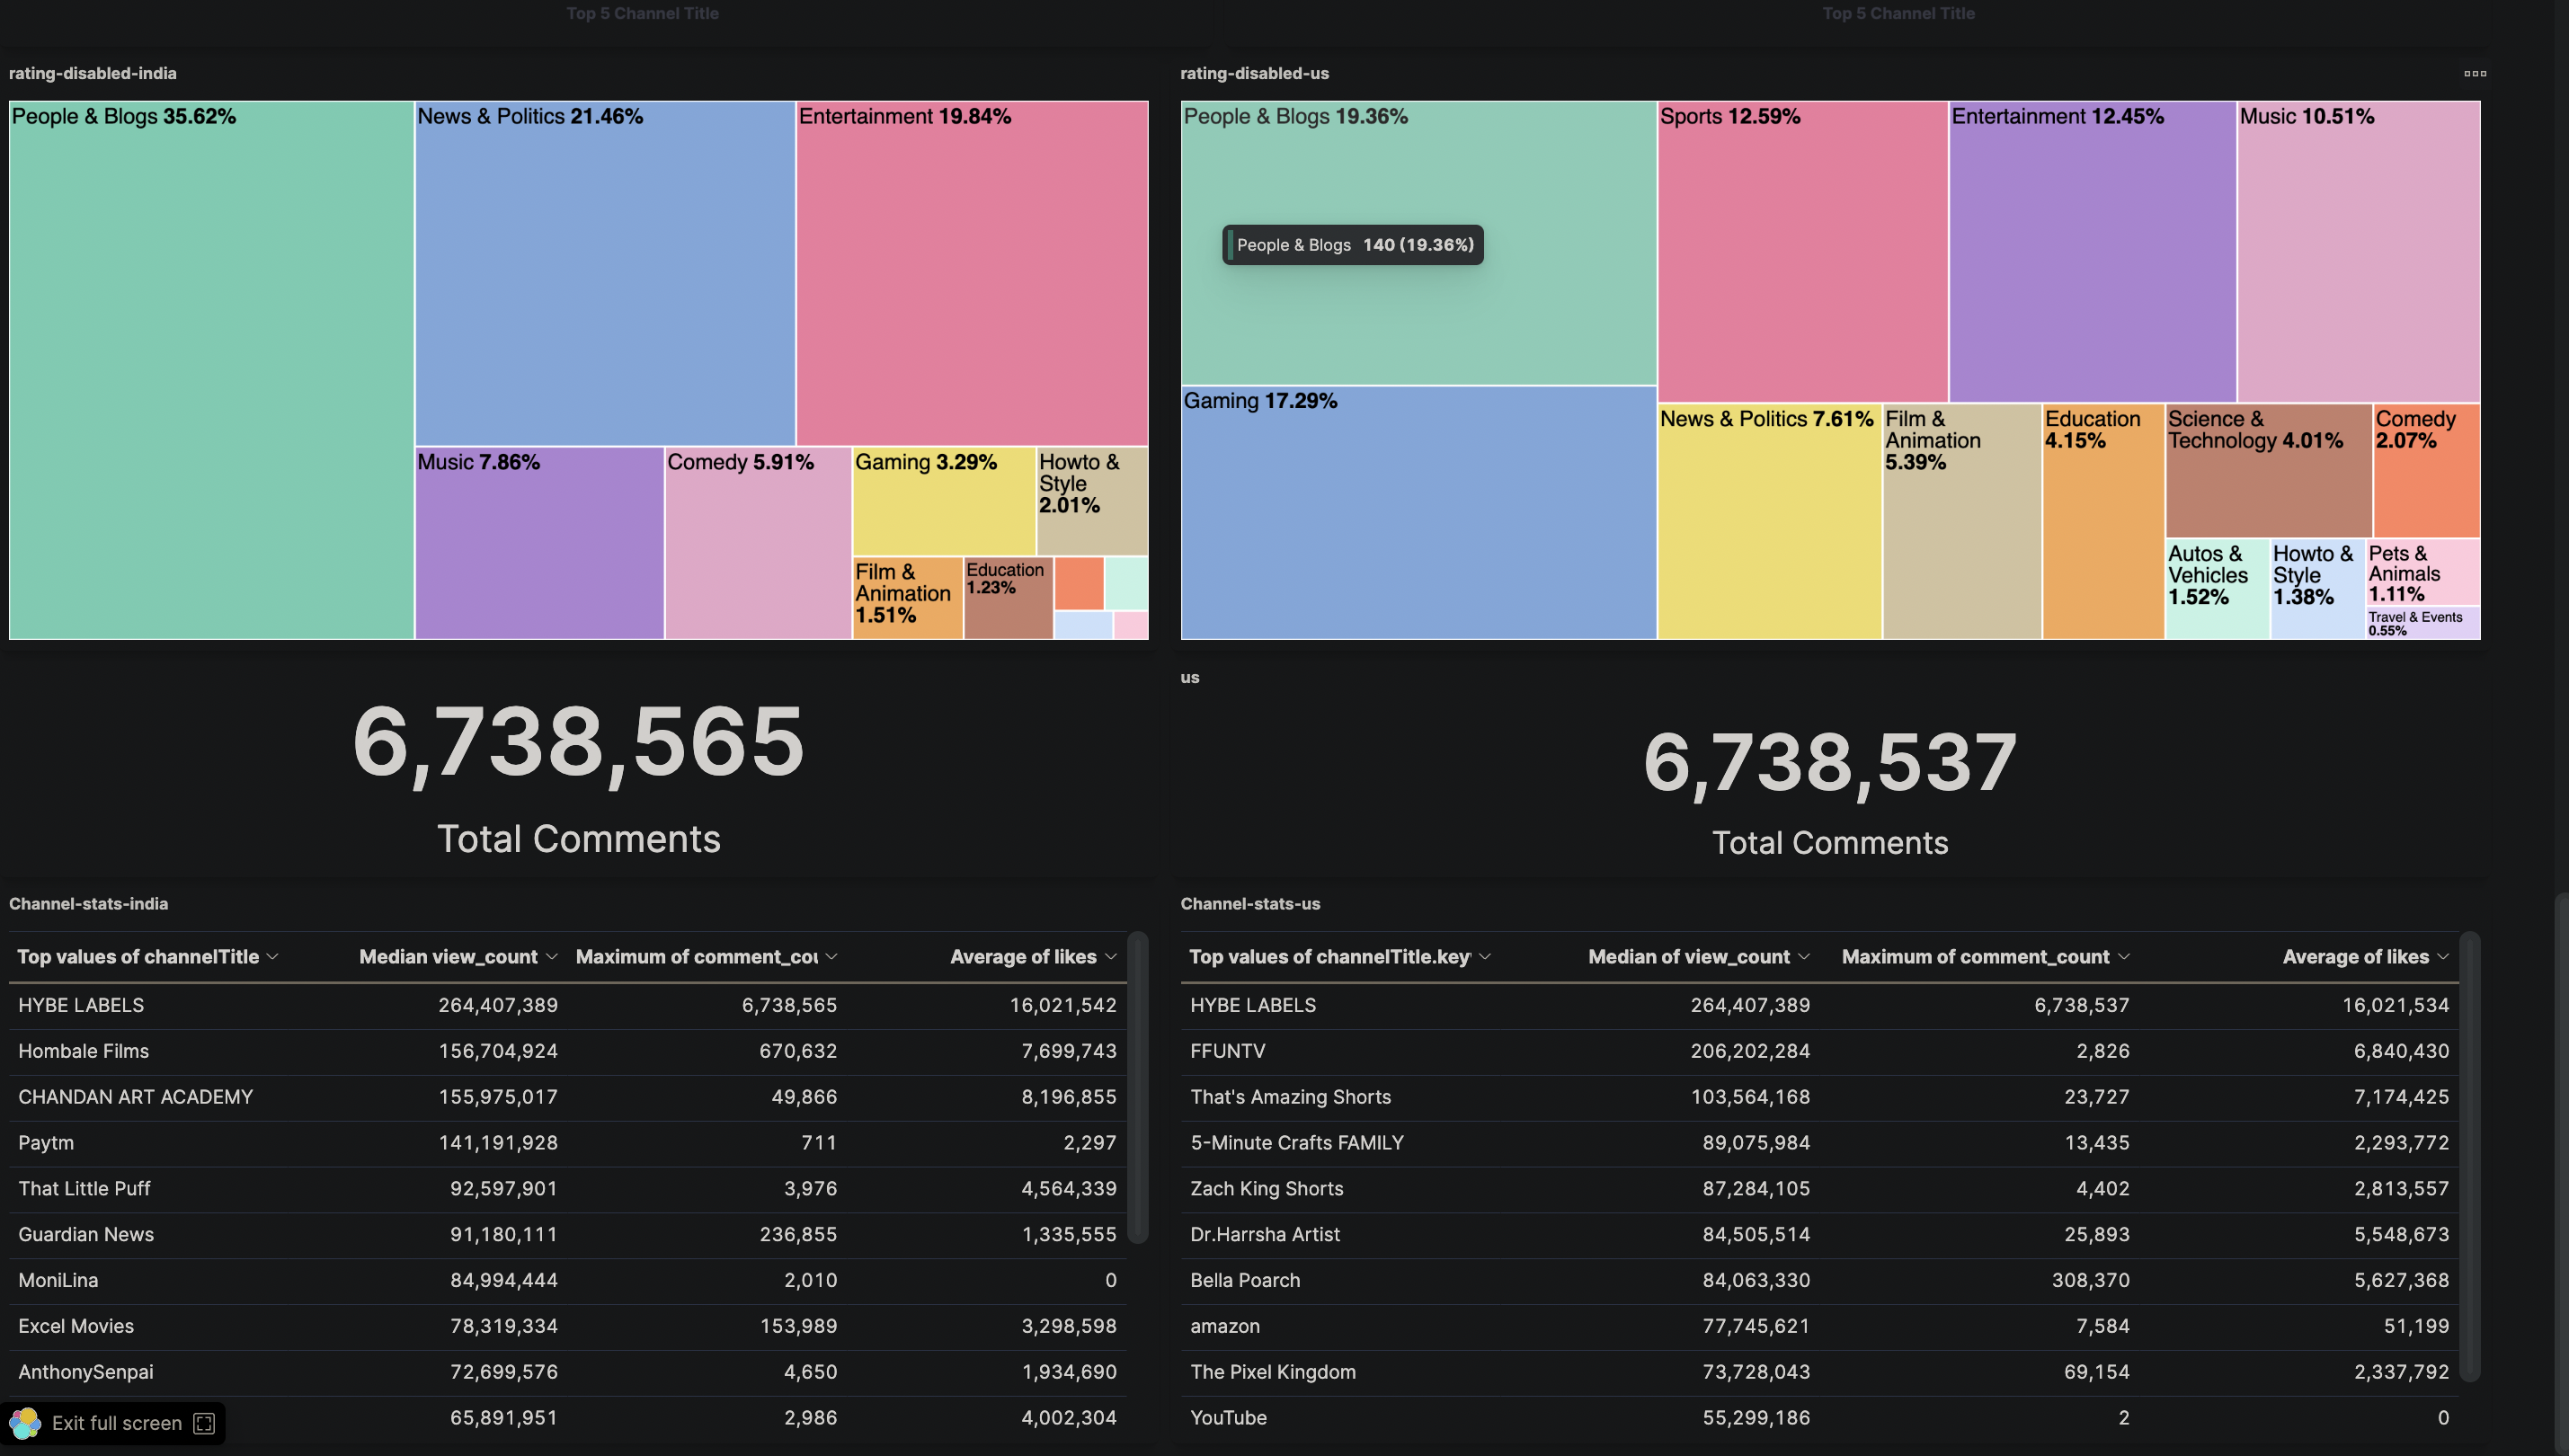 Top 5 Channel Title
Top 5 Channel Title
rating-disabled-india
People & Blogs 35.62%
News & Politics 21.46%
Entertainment 19.84%
Music 7.86%
Comedy 5.91%
Gaming 3.29%
Howto &
Style
2.01%
Film &
Animation
1.51%
Education
1.23%
rating-disabled-us
People & Blogs 19.36%
Sports 12.59%
Entertainment 12.45%
Music 10.51%
People & Blogs 140 (19.36%)
Gaming 17.29%
News & Politics 7.61%
Film &
Animation
5.39%
Education
4.15%
Science &
Technology 4.01%
Comedy
2.07%
Autos &
Vehicles
1.52%
Howto &
Style
1.38%
Pets &
Animals
1.11%
Travel & Events
0.55%
6,738,565
Total Comments
us
6,738,537
Total Comments
Channel-stats-india
Top values of channelTitle Median view_count Maximum of comment_cou Average of likes
HYBE LABELS 264,407,389 6,738,565 16,021,542
Hombale Films 156,704,924 670,632 7,699,743
CHANDAN ART ACADEMY 155,975,017 49,866 8,196,855
Paytm 141,191,928 711 2,297
That Little Puff 92,597,901 3,976 4,564,339
Guardian News 91,180,111 236,855 1,335,555
MoniLina 84,994,444 2,010 0
Excel Movies 78,319,334 153,989 3,298,598
AnthonySenpai 72,699,576 4,650 1,934,690
65,891,951 2,986 4,002,304
Exit full screen
Channel-stats-us
Top values of channelTitle.key Median of view_count Maximum of comment_count Average of likes
HYBE LABELS 264,407,389 6,738,537 16,021,534
FFUNTV 206,202,284 2,826 6,840,430
That's Amazing Shorts 103,564,168 23,727 7,174,425
5-Minute Crafts FAMILY 89,075,984 13,435 2,293,772
Zach King Shorts 87,284,105 4,402 2,813,557
Dr.Harrsha Artist 84,505,514 25,893 5,548,673
Bella Poarch 84,063,330 308,370 5,627,368
amazon 77,745,621 7,584 51,199
The Pixel Kingdom 73,728,043 69,154 2,337,792
YouTube 55,299,186 2 0